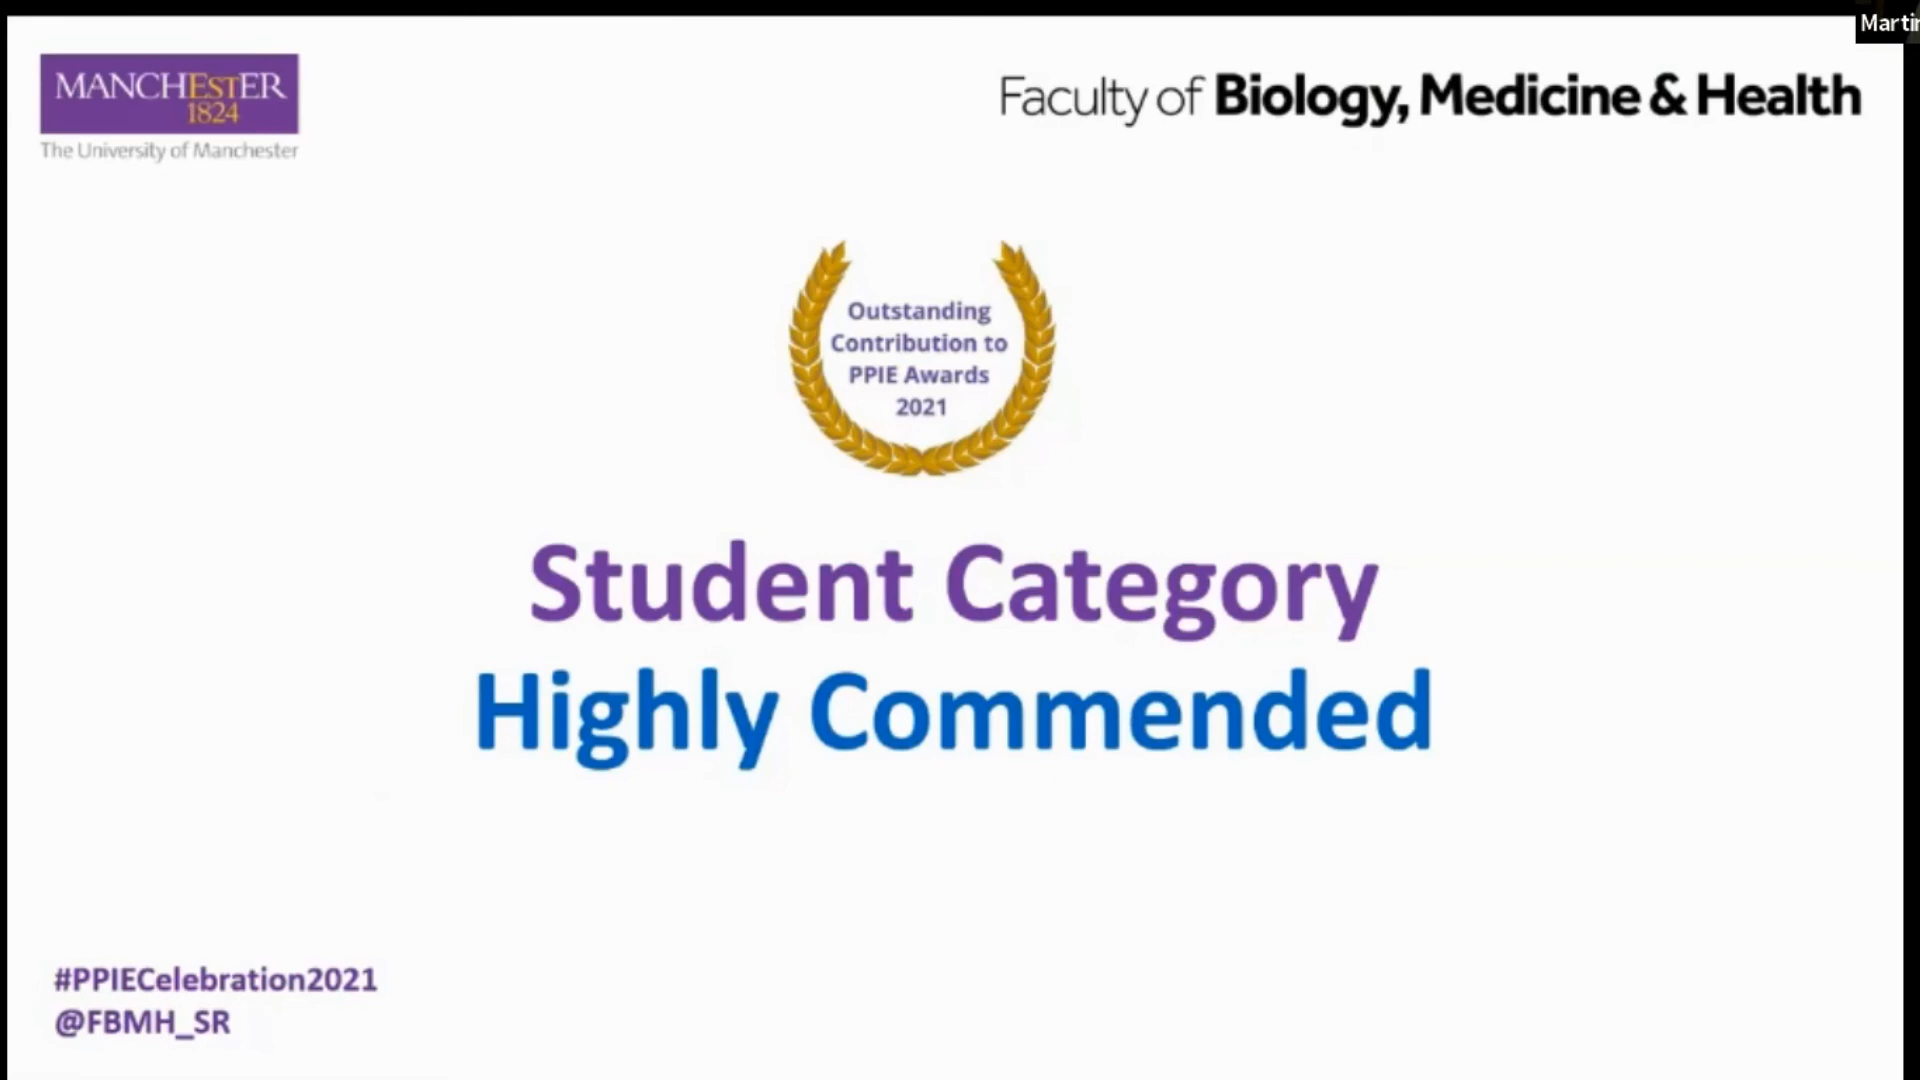 Martin
MANCHESTER
1824
The University of Manchester
Faculty of Biology, Medicine & Health
Outstanding
Contribution to
PPIE Awards
2021
Student Category
Highly Commended
#PPIECelebration2021
@FBMH_SR